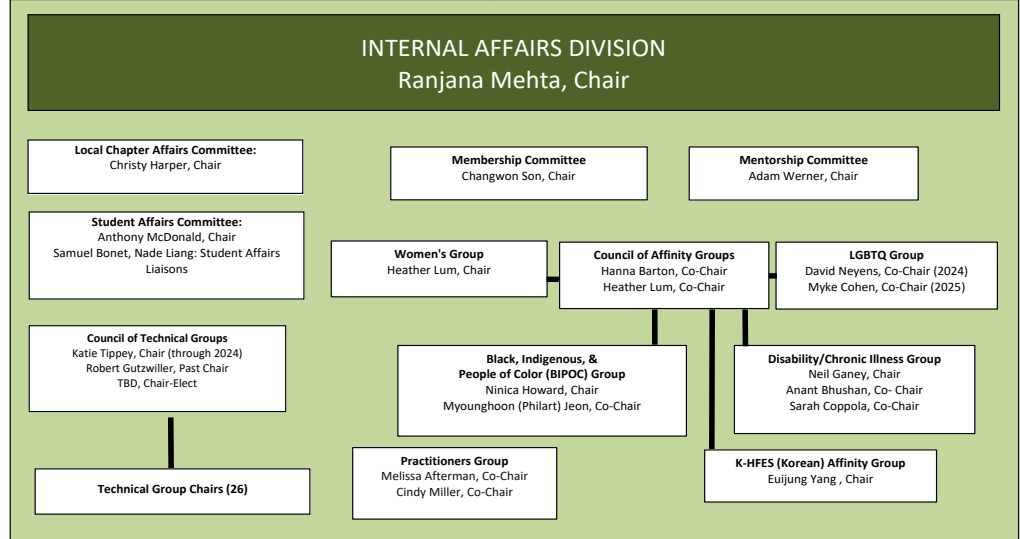 INTERNAL AFFAIRS DIVISION
Ranjana Mehta, Chair
Local Chapter Affairs Committee:
Christy Harper, Chair
Membership Committee
Changwon Son, Chair
Mentorship Committee
Adam Werner, Chair
Student Affairs Committee:
Anthony McDonald, Chair
Samuel Bonet, Nade Liang: Student Affairs
Liaisons
Women's Group
Heather Lum, Chair
Council of Affinity Groups
Hanna Barton, Co-Chair
Heather Lum, Co-Chair
LGBTQ Group
David Neyens, Co-Chair (2024)
Myke Cohen, Co-Chair (2025)
Council of Technical Groups
Katie Tippey, Chair (through 2024)
Robert Gutzwiller, Past Chair
TBD, Chair-Elect
Black, Indigenous, &
People of Color (BIPOC) Group
Ninica Howard, Chair
Myounghoon (Philart) Jeon, Co-Chair
Disability/Chronic Illness Group
Neil Ganey, Chair
Anant Bhushan, Co- Chair
Sarah Coppola, Co-Chair
Practitioners Group
Melissa Afterman, Co-Chair
Cindy Miller, Co-Chair
K-HFES (Korean) Affinity Group
Euijung Yang , Chair
Technical Group Chairs (26)